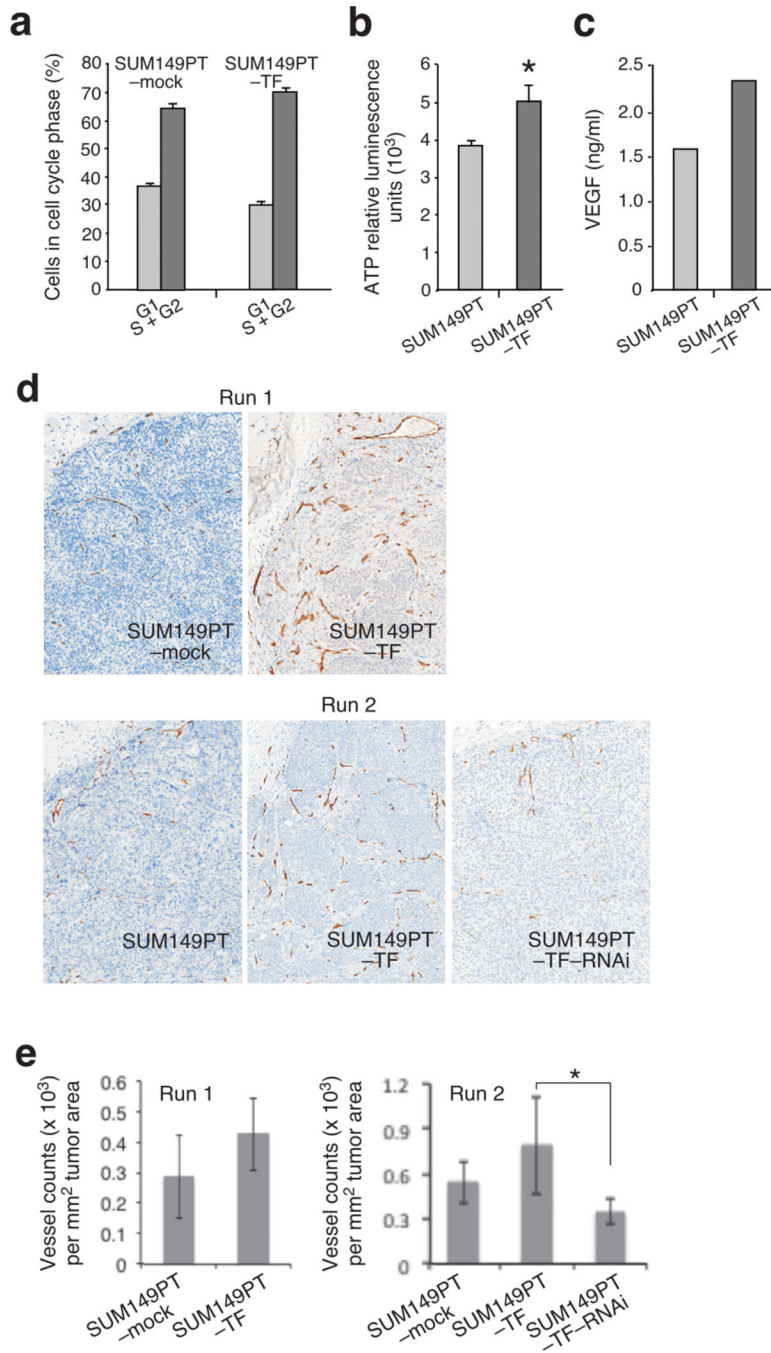 a
Cells in cell cycle phase (%)
80
70
60
50
40
30
20
10
0
SUM149PT
–mock
SUM149PT
–TF
G1
S + G2
G1
S + G2
b
ATP relative luminescence
units (10³)
6
5
4
3
2
1
0
*
SUM149PT
SUM149PT
–TF
c
VEGF (ng/ml)
2.5
2.0
1.5
2.5
0.5
0
SUM149PT
SUM149PT
–TF
d
Run 1
SUM149PT
–mock
SUM149PT
–TF
Run 2
SUM149PT
SUM149PT
–TF
SUM149PT
–TF–RNAi
e
Vessel counts (x 10³)
per mm² tumor area
0.6
0.5
0.4
0.3
0.2
0.1
0
Run 1
SUM149PT
–mock
SUM149PT
–TF
Vessel counts (x 10³)
per mm² tumor area
1.2
0.9
0.6
0.3
0
Run 2
*
SUM149PT
–mock
SUM149PT
–TF
SUM149PT
–TF–RNAi